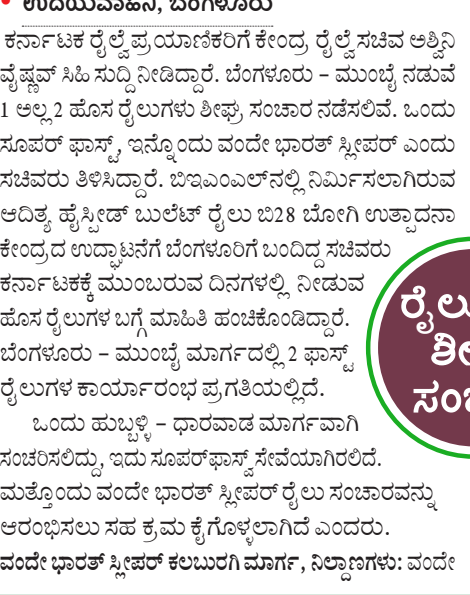 • ಉದಯವಾಹಿನಿ, ಬೆಂಗಳೂರು
ಕರ್ನಾಟಕ ರೈಲ್ವೆ ಪ್ರಯಾಣಿಕರಿಗೆ ಕೇಂದ್ರ ರೈಲ್ವೆ ಸಚಿವ ಅಶ್ವಿನಿ
ವೈಷ್ಣವ್ ಸಿಹಿ ಸುದ್ದಿ ನೀಡಿದ್ದಾರೆ. ಬೆಂಗಳೂರು – ಮುಂಬೈ ನಡುವೆ
1 ಅಲ್ಲ 2 ಹೊಸ ರೈಲುಗಳು ಶೀಘ್ರ ಸಂಚಾರ ನಡೆಸಲಿವೆ. ಒಂದು
ಸೂಪರ್ ಫಾಸ್ಟ್, ಇನ್ನೊಂದು ವಂದೇ ಭಾರತ್ ಸ್ಲೀಪರ್ ಎಂದು
ಸಚಿವರು ತಿಳಿಸಿದ್ದಾರೆ. ಬಿಇಎಂಎಲ್‌ನಲ್ಲಿ ನಿರ್ಮಿಸಲಾಗಿರುವ
ಆದಿತ್ಯ ಹೈಸ್ಪೀಡ್ ಬುಲೆಟ್ ರೈಲು ಬಿ28 ಬೋಗಿ ಉತ್ಪಾದನಾ
ಕೇಂದ್ರದ ಉದ್ಘಾಟನೆಗೆ ಬೆಂಗಳೂರಿಗೆ ಬಂದಿದ್ದ ಸಚಿವರು
ಕರ್ನಾಟಕಕ್ಕೆ ಮುಂಬರುವ ದಿನಗಳಲ್ಲಿ ನೀಡುವ
ಹೊಸ ರೈಲುಗಳ ಬಗ್ಗೆ ಮಾಹಿತಿ ಹಂಚಿಕೊಂಡಿದ್ದಾರೆ.
ಬೆಂಗಳೂರು – ಮುಂಬೈ ಮಾರ್ಗದಲ್ಲಿ 2 ಫಾಸ್ಟ್
ರೈಲುಗಳ ಕಾರ್ಯಾರಂಭ ಪ್ರಗತಿಯಲ್ಲಿದೆ.
ಒಂದು ಹುಬ್ಬಳ್ಳಿ – ಧಾರವಾಡ ಮಾರ್ಗವಾಗಿ
ಸಂಚರಿಸಲಿದ್ದು, ಇದು ಸೂಪರ್‌ಫಾಸ್ಟ್ ಸೇವೆಯಾಗಿರಲಿದೆ.
ಮತ್ತೊಂದು ವಂದೇ ಭಾರತ್ ಸ್ಲೀಪರ್ ರೈಲು ಸಂಚಾರವನ್ನು
ಆರಂಭಿಸಲು ಸಹ ಕ್ರಮ ಕೈಗೊಳ್ಳಲಾಗಿದೆ ಎಂದರು.
ವಂದೇ ಭಾರತ್ ಸ್ಲೀಪರ್ ಕಲಬುರಗಿ ಮಾರ್ಗ, ನಿಲ್ದಾಣಗಳು: ವಂದೇ
ರೈಲು